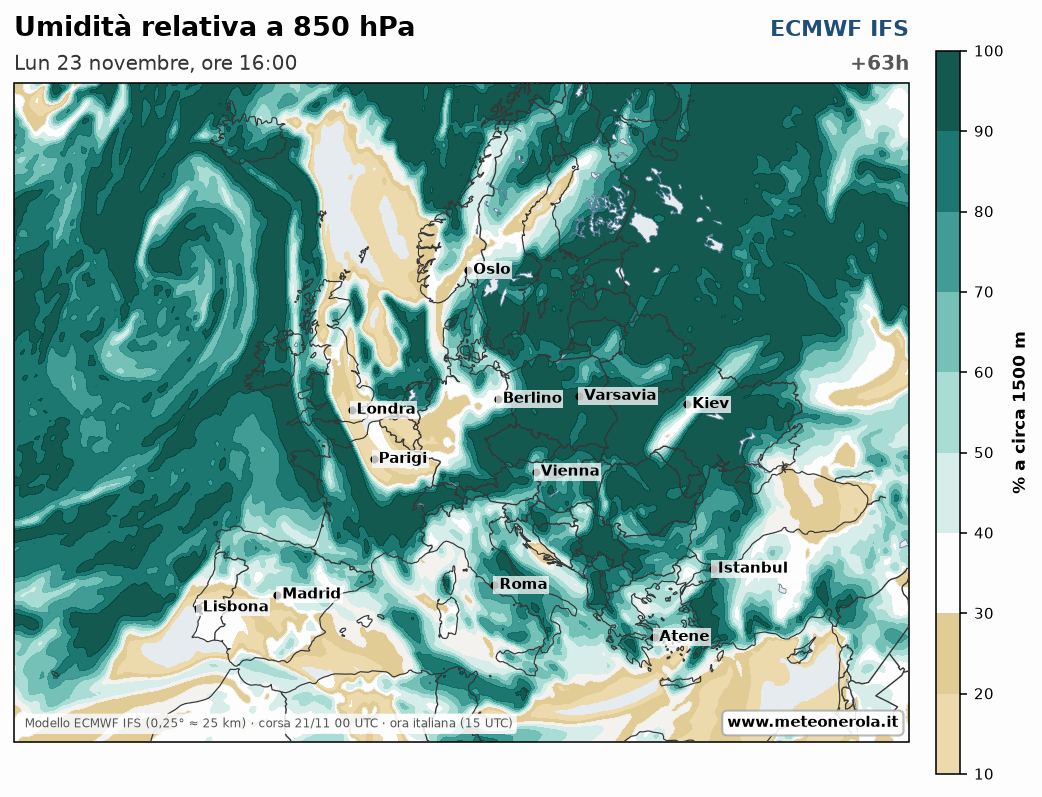 Umidità relativa a 850 hPa
ECMWF IFS
Lun 23 novembre, ore 16:00
+63h
100
90
80
70
60
50
40
30
20
10
% a circa 1500 m
Oslo
Londra
Berlino
Varsavia
Kiev
Parigi
Vienna
Istanbul
Roma
Madrid
Lisbona
Atene
Modello ECMWF IFS (0,25° ≈ 25 km) · corsa 21/11 00 UTC · ora italiana (15 UTC)
www.meteonerola.it